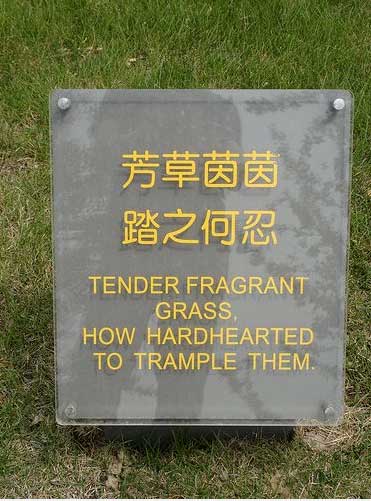 芳草茵茵
踏之何忍
TENDER FRAGRANT
GRASS,
HOW HARDHEARTED
TO TRAMPLE THEM.